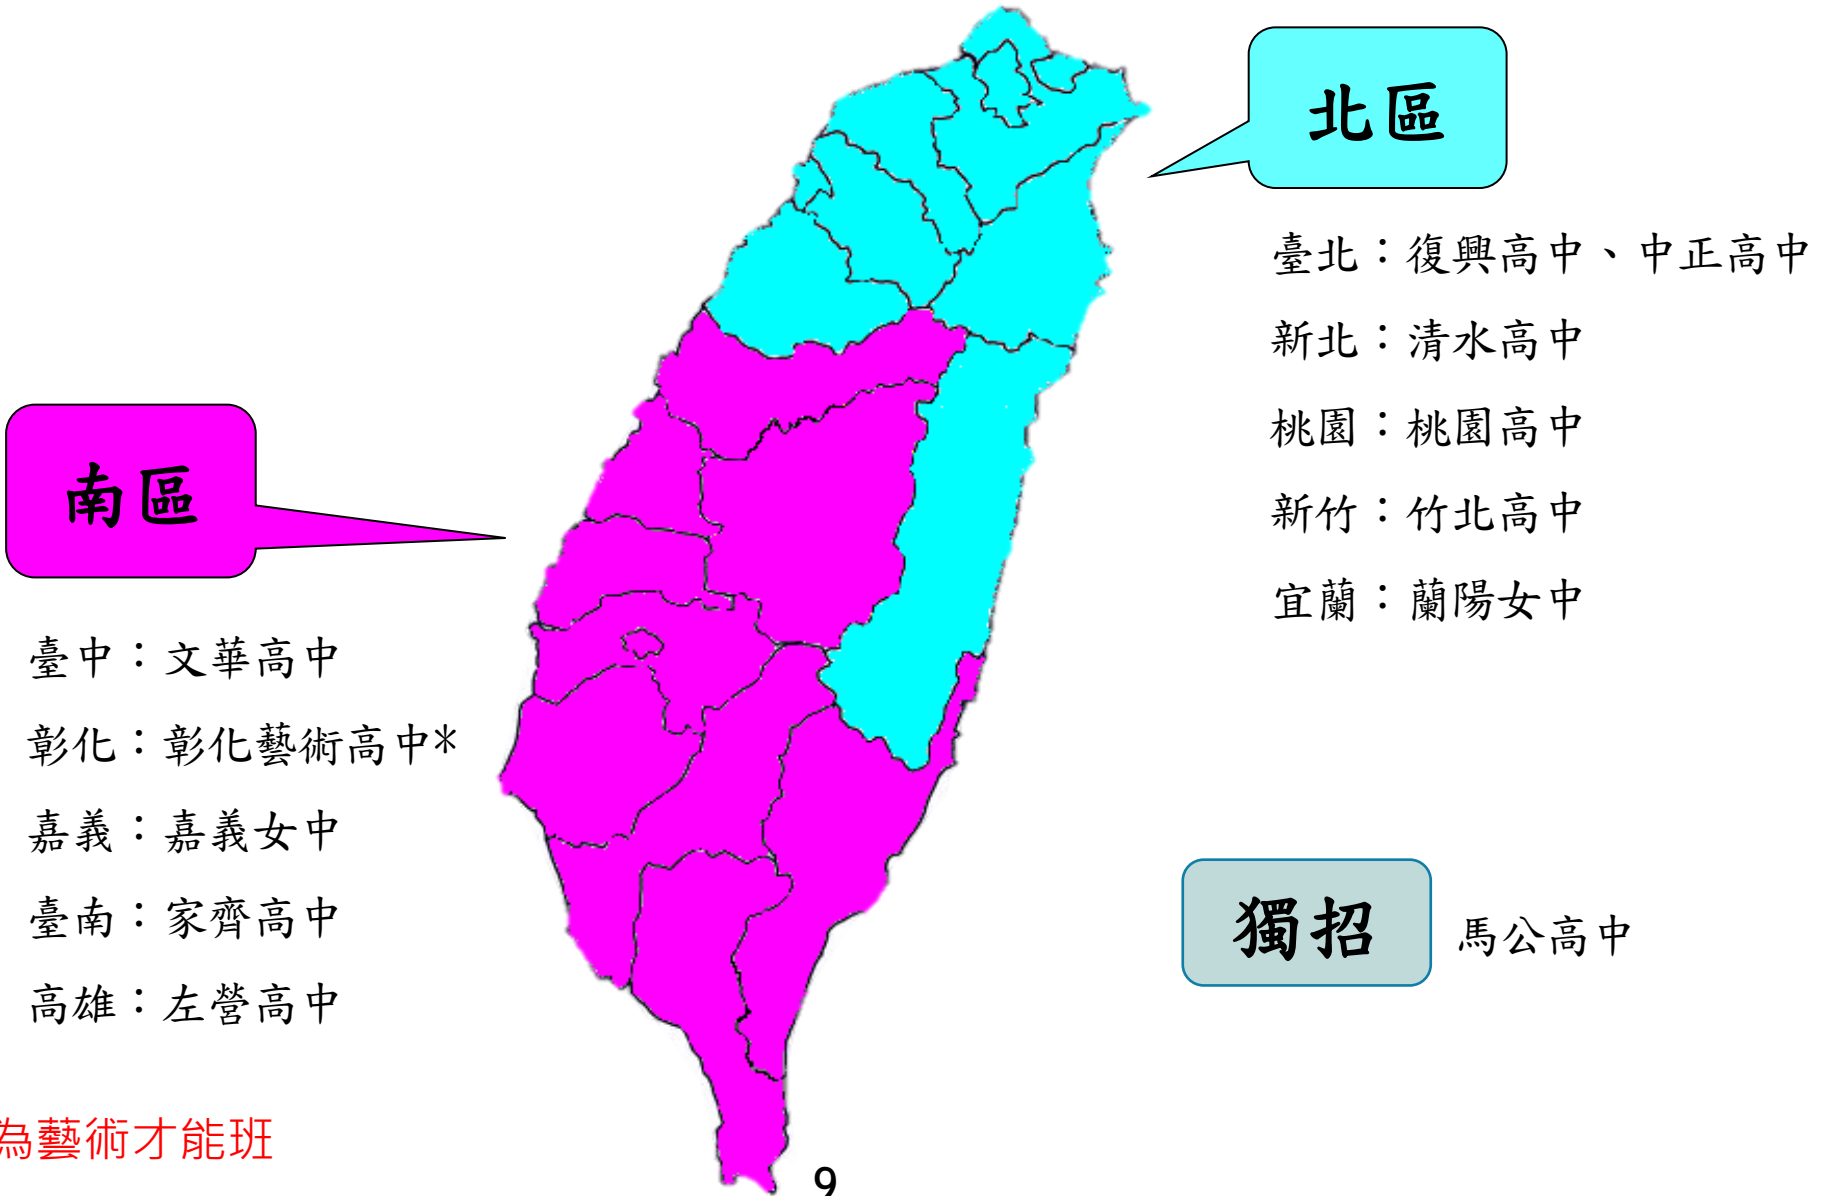 北區
臺北：復興高中、中正高中
新北：清水高中
桃園：桃園高中
新竹：竹北高中
宜蘭：蘭陽女中
南區
臺中：文華高中
彰化：彰化藝術高中*
嘉義：嘉義女中
臺南：家齊高中
高雄：左營高中
獨招
馬公高中
為藝術才能班
9